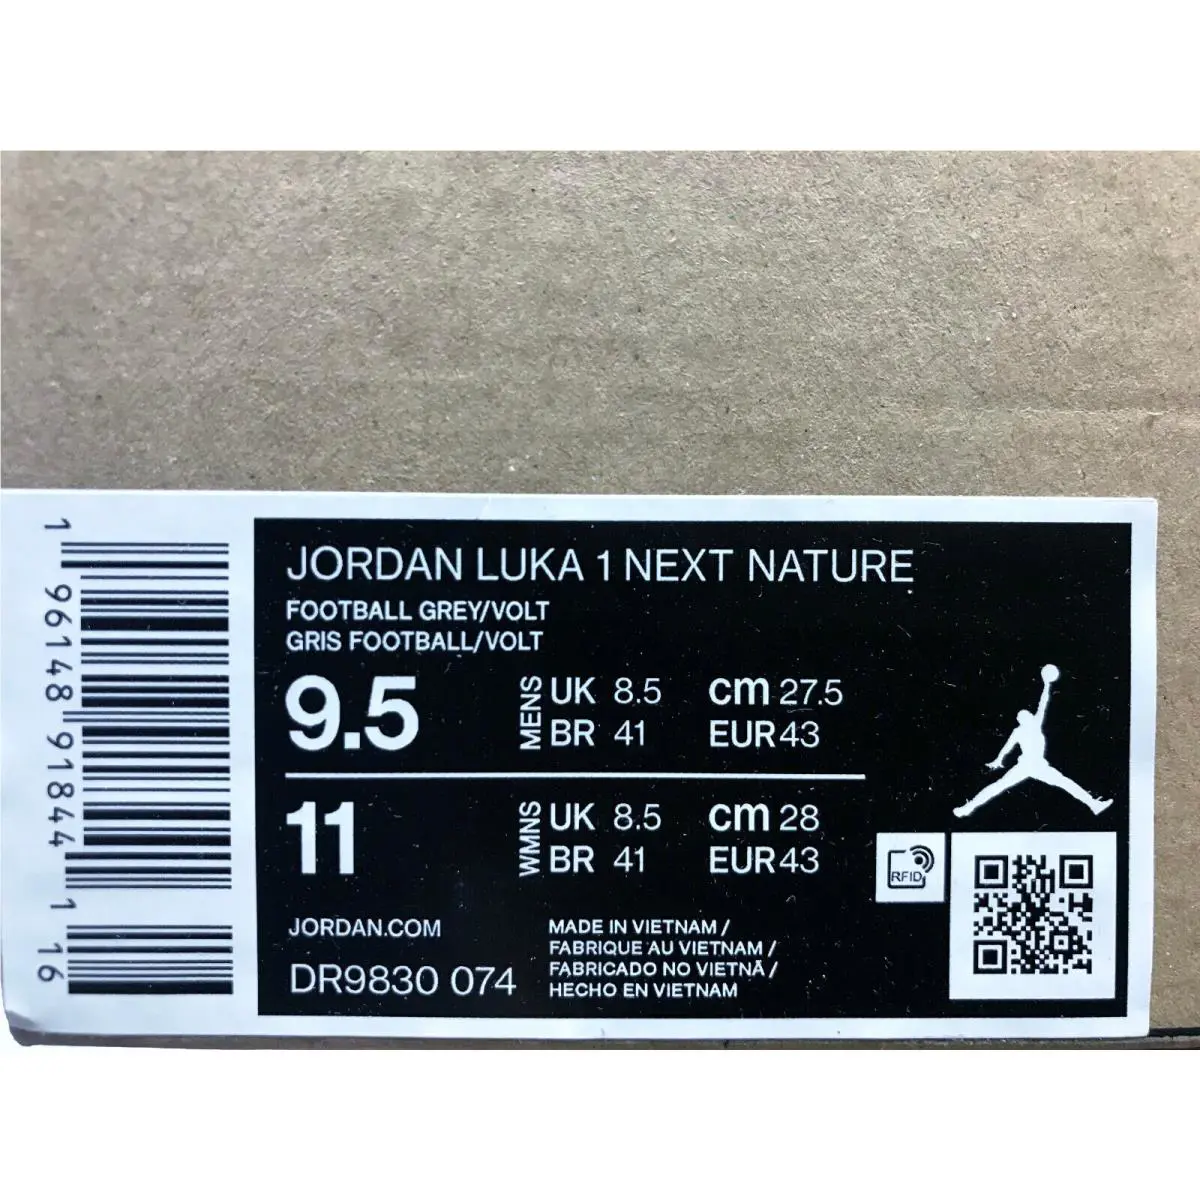 JORDAN LUKA 1 NEXT NATURE
FOOTBALL GREY/VOLT
GRIS FOOTBALL/VOLT
9.5 MENS UK 8.5 cm 27.5
BR 41 EUR 43
11 WMNS UK 8.5 cm 28
BR 41 EUR 43
RFID
JORDAN.COM
DR9830 074
MADE IN VIETNAM /
FABRIQUE AU VIETNAM /
FABRICADO NO VIETNÃ /
HECHO EN VIETNAM
1 96148 91844 1 16